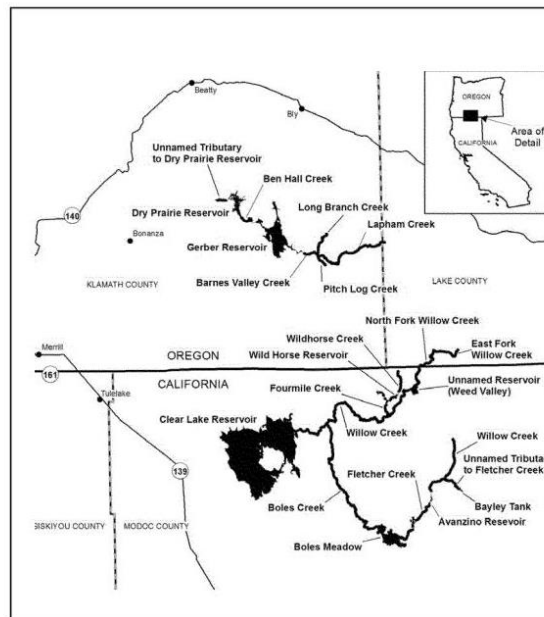 Beatty
Bly
OREGON
CALIFORNIA
Area of
Detail
Unnamed Tributary
to Dry Prairie Reservoir
Ben Hall Creek
Long Branch Creek
Lapham Creek
140
Dry Prairie Reservoir
Bonanza
Gerber Reservoir
Barnes Valley Creek
Pitch Log Creek
KLAMATH COUNTY
LAKE COUNTY
North Fork Willow Creek
Merrill
Wildhorse Creek
East Fork
Willow Creek
OREGON
Wild Horse Reservoir
161
CALIFORNIA
Unnamed Reservoir
(Weed Valley)
Tulelake
Fourmile Creek
Clear Lake Reservoir
Willow Creek
Willow Creek
139
Fletcher Creek
Unnamed Tributa
to Fletcher Creek
Boles Creek
Bayley Tank
Avanzino Resevoir
BISKIYOU COUNTY
MODOC COUNTY
Boles Meadow